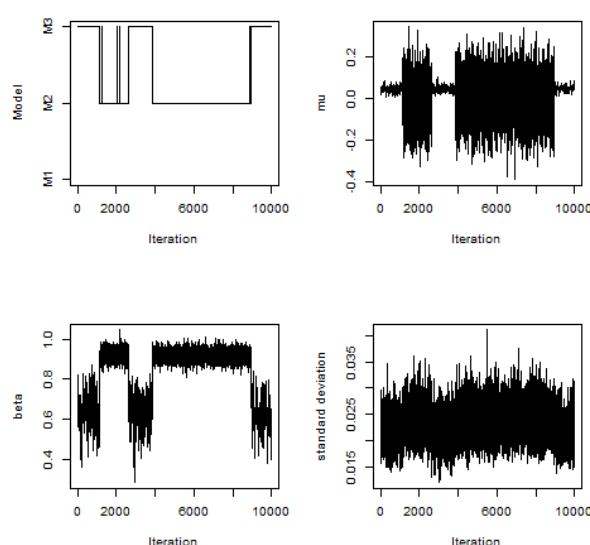 Model
M3
M2
M1
0 2000 6000 10000
Iteration
mu
0.2
0.0
-0.2
-0.4
0 2000 6000 10000
Iteration
beta
1.0
0.8
0.6
0.4
0 2000 6000 10000
Iteration
standard deviation
0.035
0.025
0.015
0 2000 6000 10000
Iteration